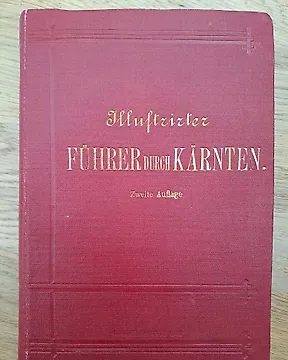 Illustrirter
FÜHRER DURCH KÄRNTEN.
Zweite Auflage